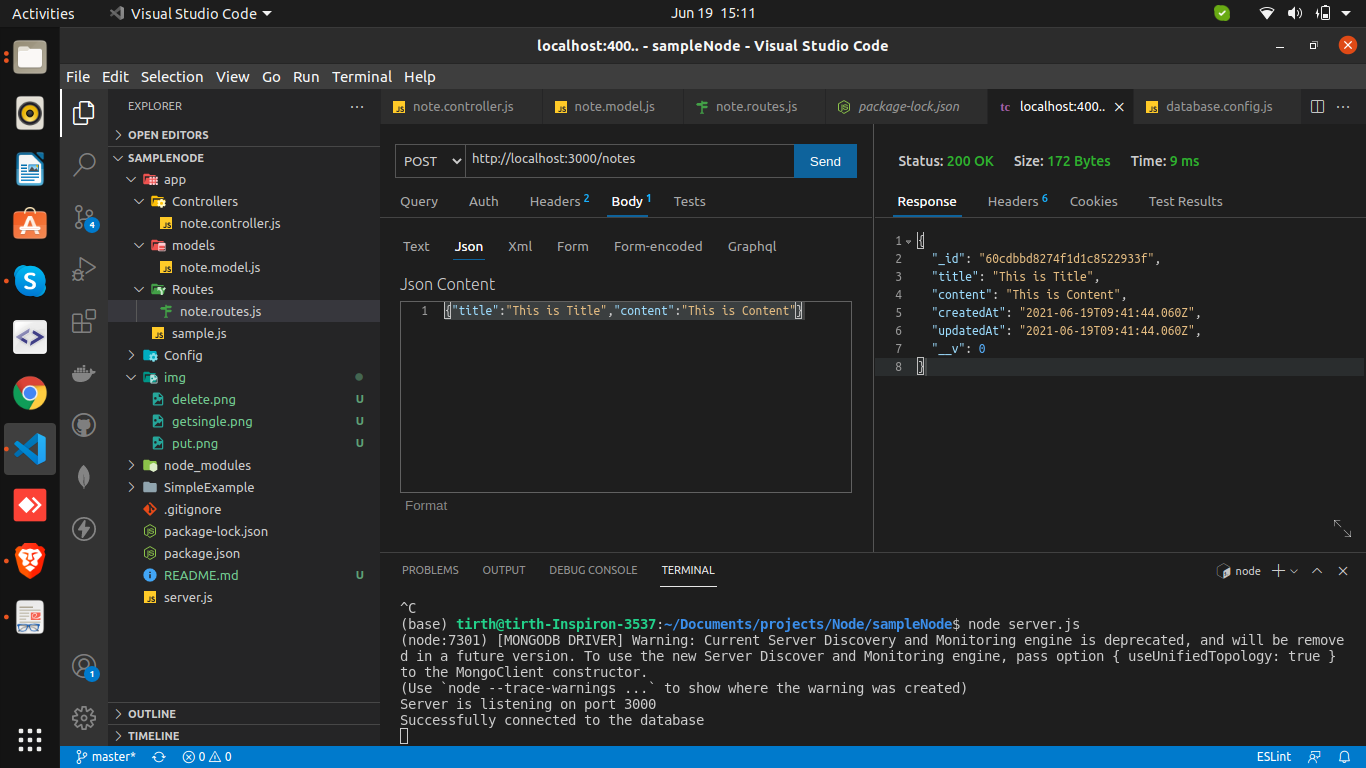 Activities
Visual Studio Code
Jun 19 15:11
localhost:400.. - sampleNode - Visual Studio Code
File Edit Selection View Go Run Terminal Help
EXPLORER
OPEN EDITORS
SAMPLENODE
app
Controllers
note.controller.js
models
note.model.js
Routes
note.routes.js
sample.js
Config
img
delete.png U
getsingle.png U
put.png U
node_modules
SimpleExample
.gitignore
package-lock.json
package.json
README.md U
server.js
OUTLINE
TIMELINE
4
1
JS note.controller.js
JS note.model.js
note.routes.js
package-lock.json
tc localhost:400..
JS database.config.js
POST http://localhost:3000/notes Send
Query Auth Headers 2 Body 1 Tests
Text Json Xml Form Form-encoded Graphql
Json Content
1 {"title":"This is Title","content":"This is Content"}
Format
Status: 200 OK Size: 172 Bytes Time: 9 ms
Response Headers 6 Cookies Test Results
1 {
2 "_id": "60cdbbd8274f1d1c8522933f",
3 "title": "This is Title",
4 "content": "This is Content",
5 "createdAt": "2021-06-19T09:41:44.060Z",
6 "updatedAt": "2021-06-19T09:41:44.060Z",
7 "__v": 0
8 }
PROBLEMS OUTPUT DEBUG CONSOLE TERMINAL
node
^C
(base) tirth@tirth-Inspiron-3537:~/Documents/projects/Node/sampleNode$ node server.js
(node:7301) [MONGODB DRIVER] Warning: Current Server Discovery and Monitoring engine is deprecated, and will be remove
d in a future version. To use the new Server Discover and Monitoring engine, pass option { useUnifiedTopology: true }
to the MongoClient constructor.
(Use `node --trace-warnings ...` to show where the warning was created)
Server is listening on port 3000
Successfully connected to the database
master* 0 0
ESLint